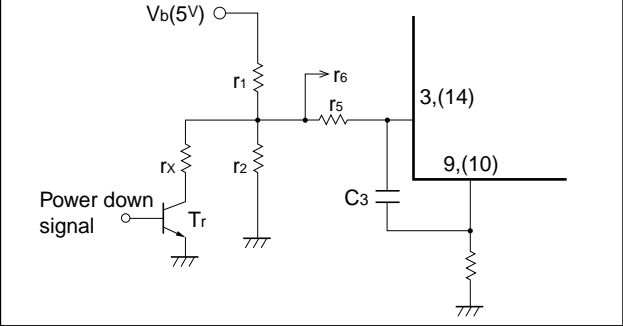 Vb(5V)
r1
r6
r5
3,(14)
rX
r2
9,(10)
C3
Power down
signal
Tr